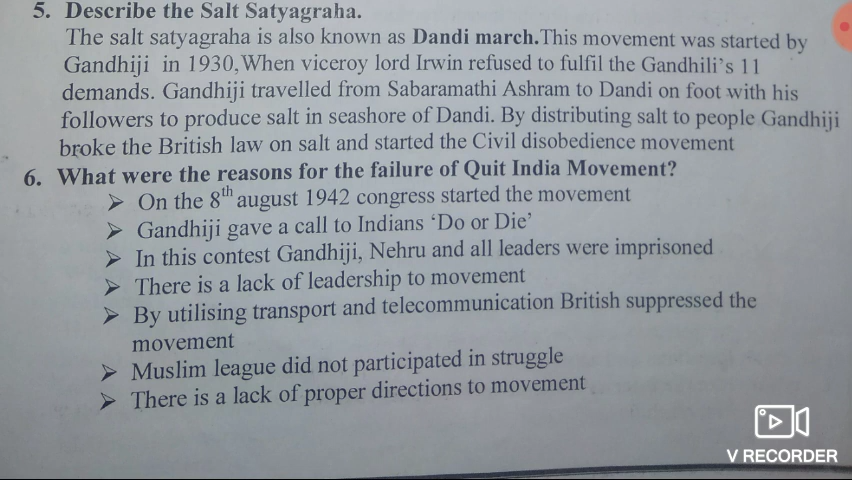 5. Describe the Salt Satyagraha.
The salt satyagraha is also known as Dandi march.This movement was started by
Gandhiji in 1930,When viceroy lord Irwin refused to fulfil the Gandhili's 11
demands. Gandhiji travelled from Sabaramathi Ashram to Dandi on foot with his
followers to produce salt in seashore of Dandi. By distributing salt to people Gandhiji
broke the British law on salt and started the Civil disobedience movement
6. What were the reasons for the failure of Quit India Movement?
➢ On the 8th august 1942 congress started the movement
➢ Gandhiji gave a call to Indians ‘Do or Die’
➢ In this contest Gandhiji, Nehru and all leaders were imprisoned
➢ There is a lack of leadership to movement
➢ By utilising transport and telecommunication British suppressed the
movement
➢ Muslim league did not participated in struggle
➢ There is a lack of proper directions to movement
V RECORDER